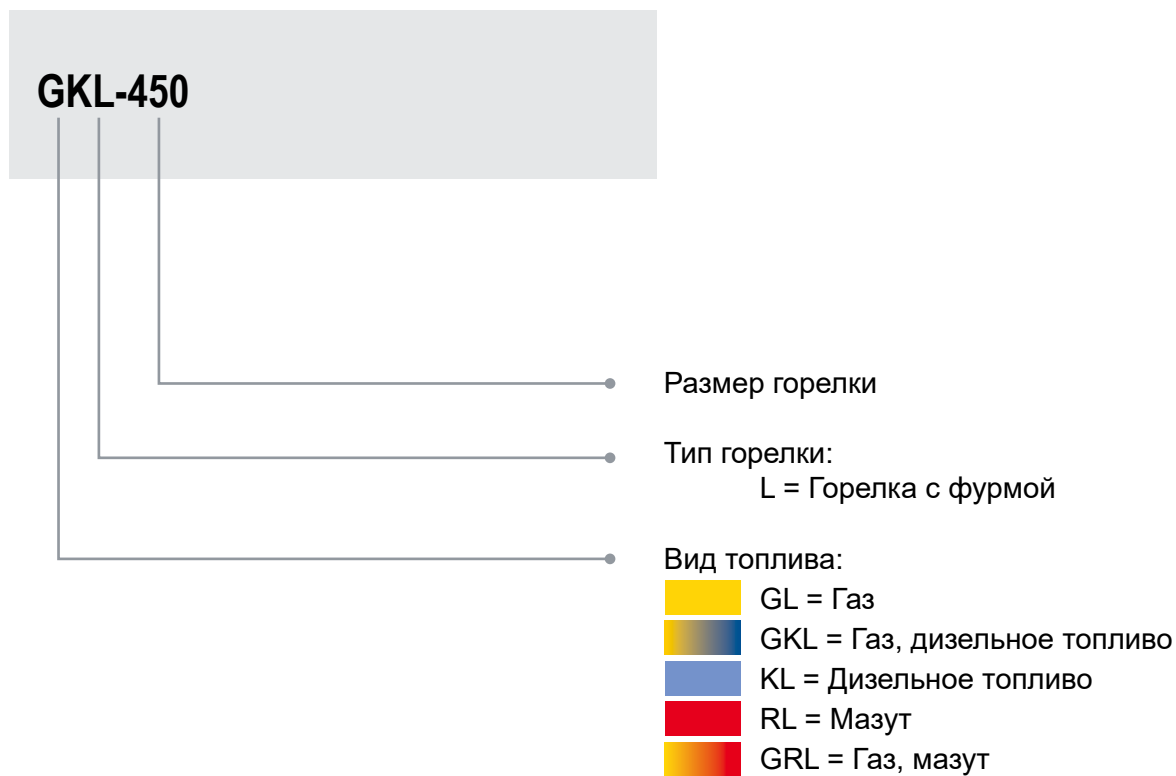 GKL-450
Размер горелки
Тип горелки:
L = Горелка с фурмой
Вид топлива:
GL = Газ
GKL = Газ, дизельное топливо
KL = Дизельное топливо
RL = Мазут
GRL = Газ, мазут